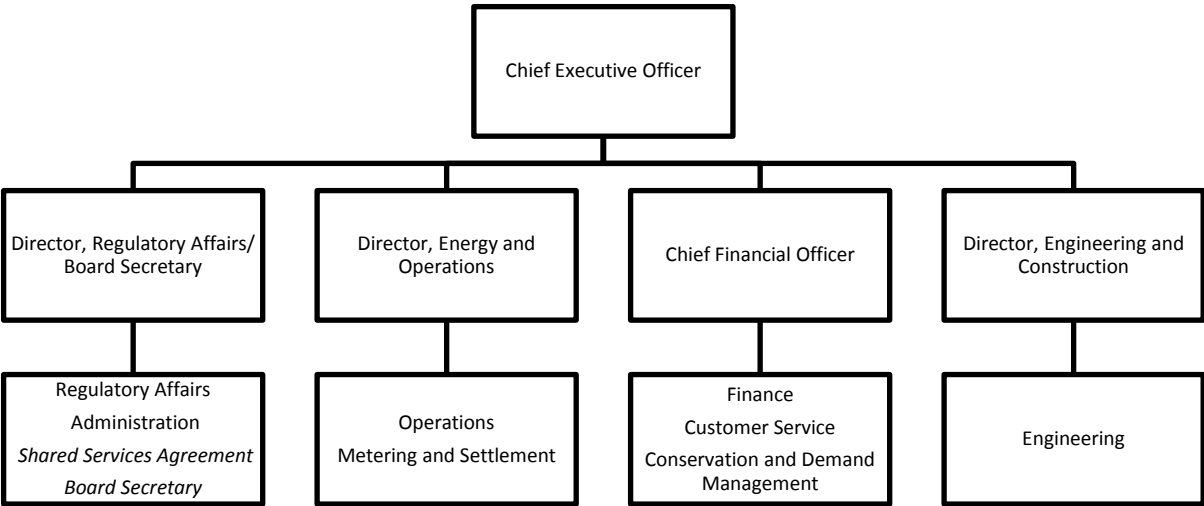 Chief Executive Officer
Director, Regulatory Affairs/
Board Secretary
Director, Energy and
Operations
Chief Financial Officer
Director, Engineering and
Construction
Regulatory Affairs
Administration
Shared Services Agreement
Board Secretary
Operations
Metering and Settlement
Finance
Customer Service
Conservation and Demand
Management
Engineering